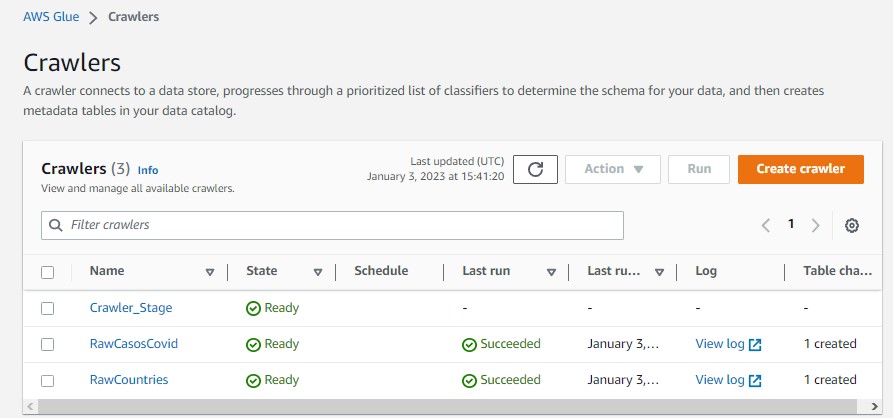 AWS Glue > Crawlers
Crawlers
A crawler connects to a data store, progresses through a prioritized list of classifiers to determine the schema for your data, and then creates
metadata tables in your data catalog.
Crawlers (3) Info
View and manage all available crawlers.
Last updated (UTC)
January 3, 2023 at 15:41:20
Action
Run
Create crawler
Filter crawlers
1
Name State Schedule Last run Last ru... Log Table cha...
Crawler_Stage Ready - - - -
RawCasosCovid Ready Succeeded January 3,... View log 1 created
RawCountries Ready Succeeded January 3,... View log 1 created